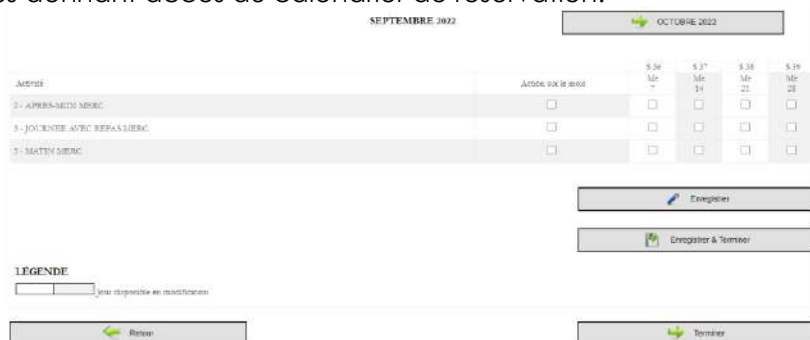 donnant accès au calendrier de réservation.
SEPTEMBRE 2022
OCTOBRE 2022
S.36 S.37 S.38 S.39
Activité Action sur le mois Me Me Me Me
7 14 21 28
2 - APRES-MIDI MERC
3 - JOURNEE AVEC REPAS MERC
3 - MATIN MERC
Enregistrer
Enregistrer & Terminer
LÉGENDE
jour disponible en modification
Retour Terminer